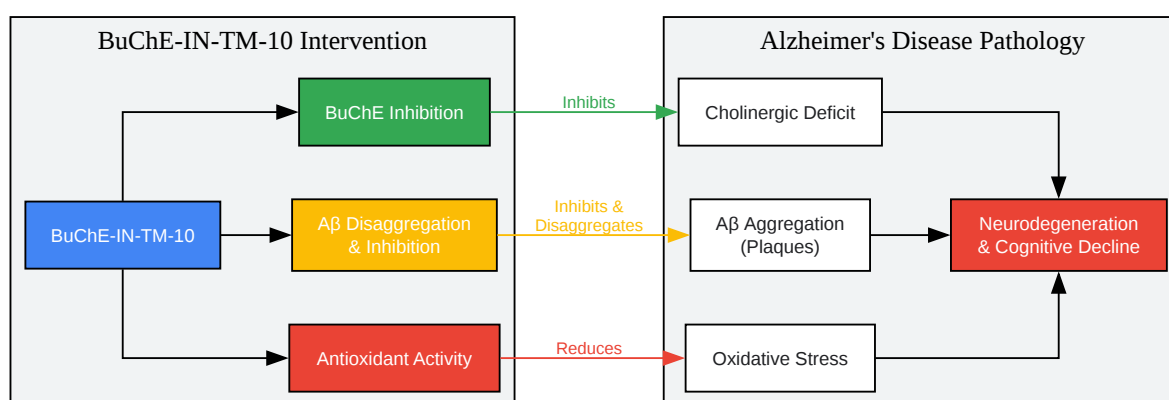 BuChE-IN-TM-10 Intervention
Alzheimer's Disease Pathology
BuChE Inhibition
Inhibits
Cholinergic Deficit
BuChE-IN-TM-10
Aβ Disaggregation
& Inhibition
Inhibits &
Disaggregates
Aβ Aggregation
(Plaques)
Neurodegeneration
& Cognitive Decline
Antioxidant Activity
Reduces
Oxidative Stress